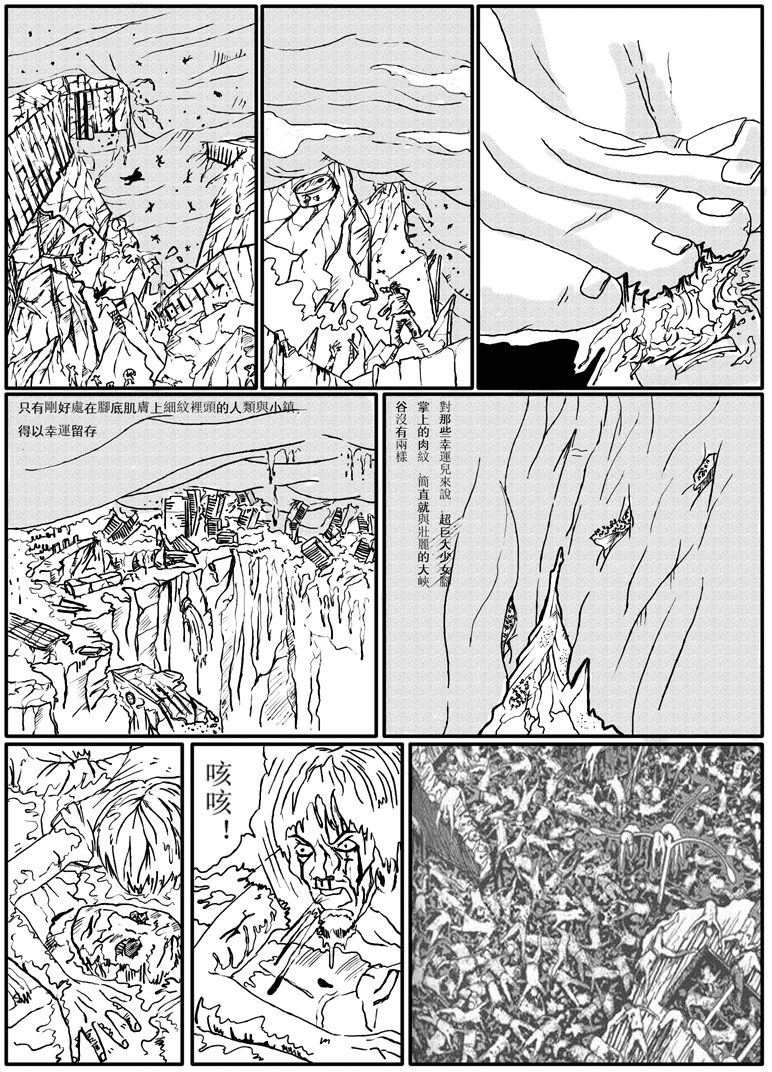 只有剛好處在腳底肌膚上細紋裡頭的人類與小鎮
得以幸運留存
對那些幸運兒來說 超巨大少女腳
掌上的肉紋 簡直就與壯麗的大峽
谷沒有兩樣
咳
咳！